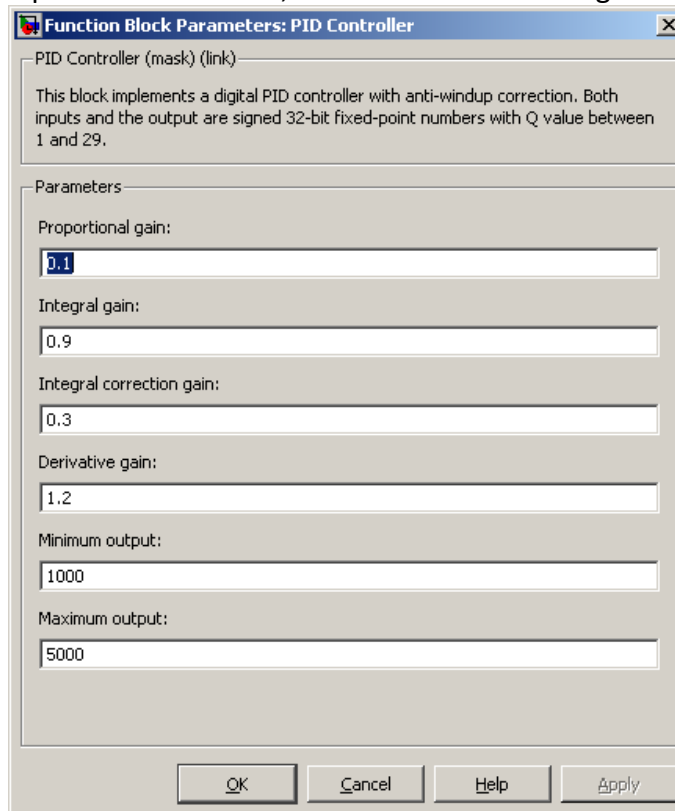 Function Block Parameters: PID Controller
PID Controller (mask) (link)
This block implements a digital PID controller with anti-windup correction. Both
inputs and the output are signed 32-bit fixed-point numbers with Q value between
1 and 29.
Parameters
Proportional gain:
0.1
Integral gain:
0.9
Integral correction gain:
0.3
Derivative gain:
1.2
Minimum output:
1000
Maximum output:
5000
OK Cancel Help Apply